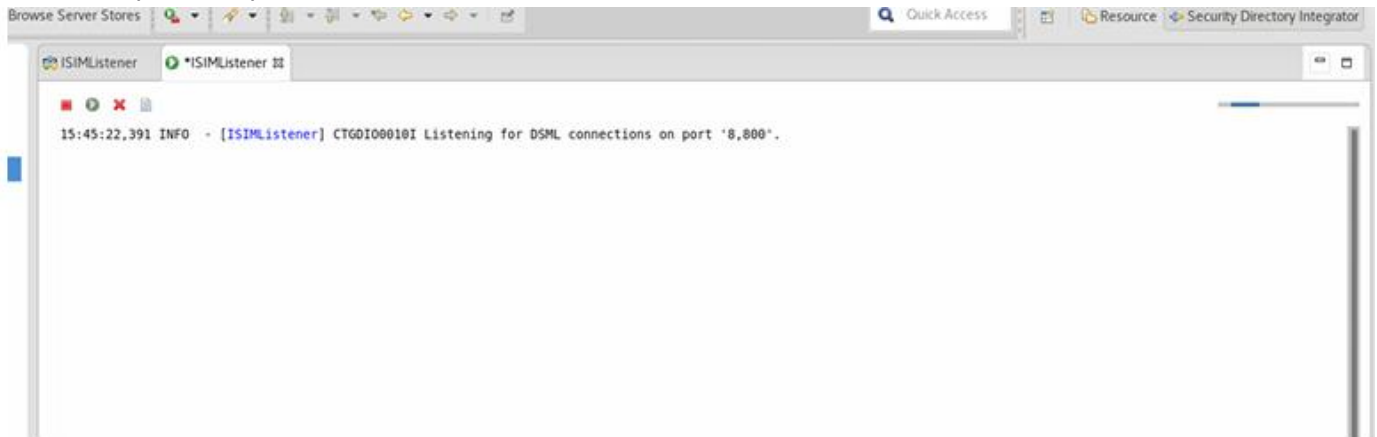 Browse Server Stores Quick Access Resource Security Directory Integrator
ISIMListener *ISIMListener
15:45:22,391 INFO - [ISIMListener] CTGDIO0010I Listening for DSML connections on port '8,800'.